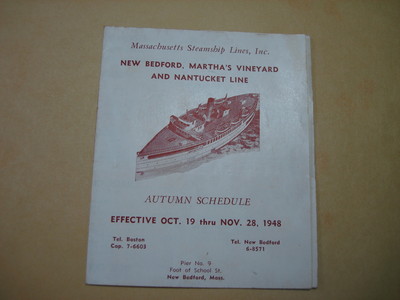 Massachusetts Steamship Lines, Inc.
NEW BEDFORD, MARTHA'S VINEYARD
AND NANTUCKET LINE
AUTUMN SCHEDULE
EFFECTIVE OCT. 19 thru NOV. 28, 1948
Tel. Boston
Cap. 7-6603
Tel. New Bedford
6-8271
Pier No. 9
Foot of School St.
New Bedford, Mass.